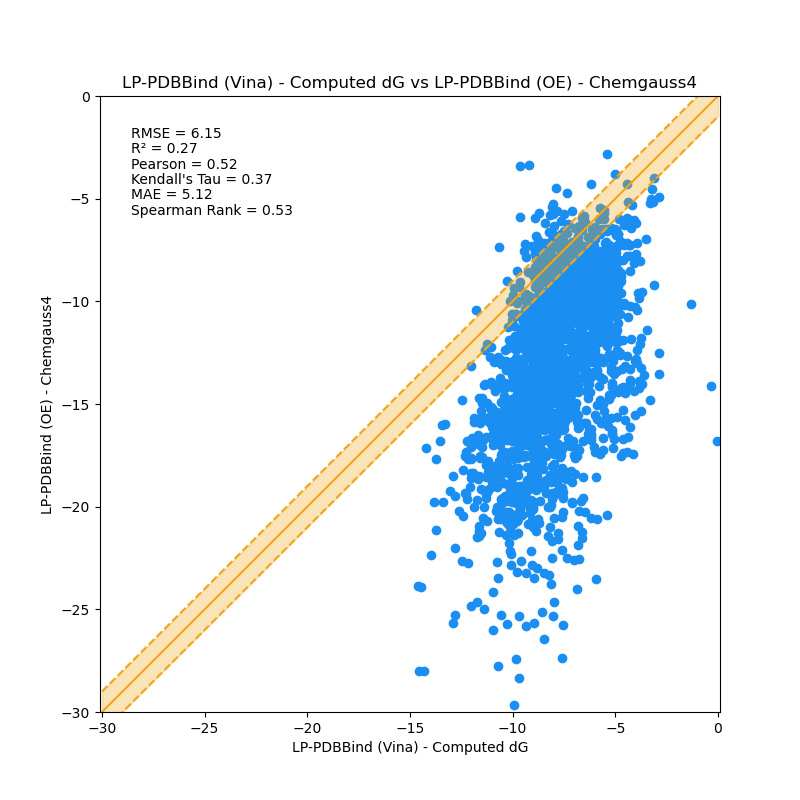 LP-PDBBind (Vina) - Computed dG vs LP-PDBBind (OE) - Chemgauss4
RMSE = 6.15
R² = 0.27
Pearson = 0.52
Kendall's Tau = 0.37
MAE = 5.12
Spearman Rank = 0.53
0
−5
−10
−15
−20
−25
−30
LP-PDBBind (OE) - Chemgauss4
−30 −25 −20 −15 −10 −5 0
LP-PDBBind (Vina) - Computed dG